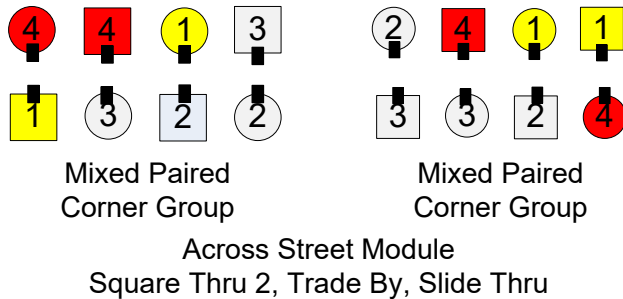 4 4 1 3 2 4 1 1
1 3 2 2 3 3 2 4
Mixed Paired Mixed Paired
Corner Group Corner Group
Across Street Module
Square Thru 2, Trade By, Slide Thru